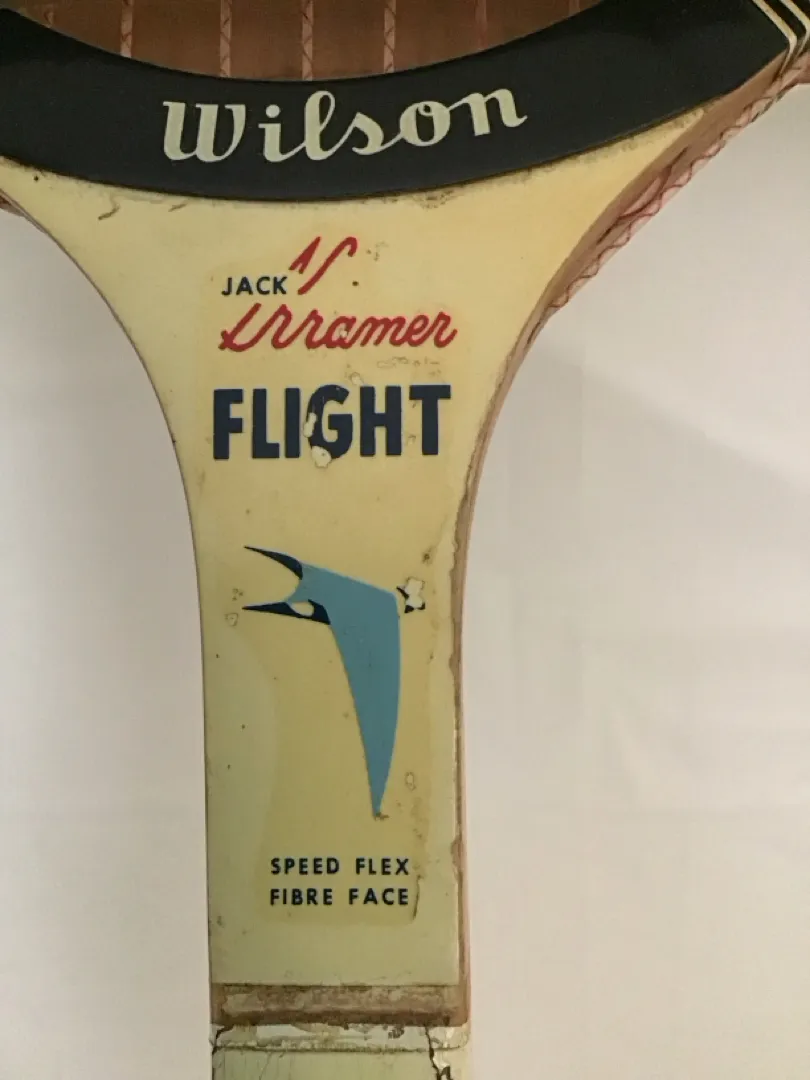 Wilson
JACK
Kramer
FLIGHT
SPEED FLEX
FIBRE FACE